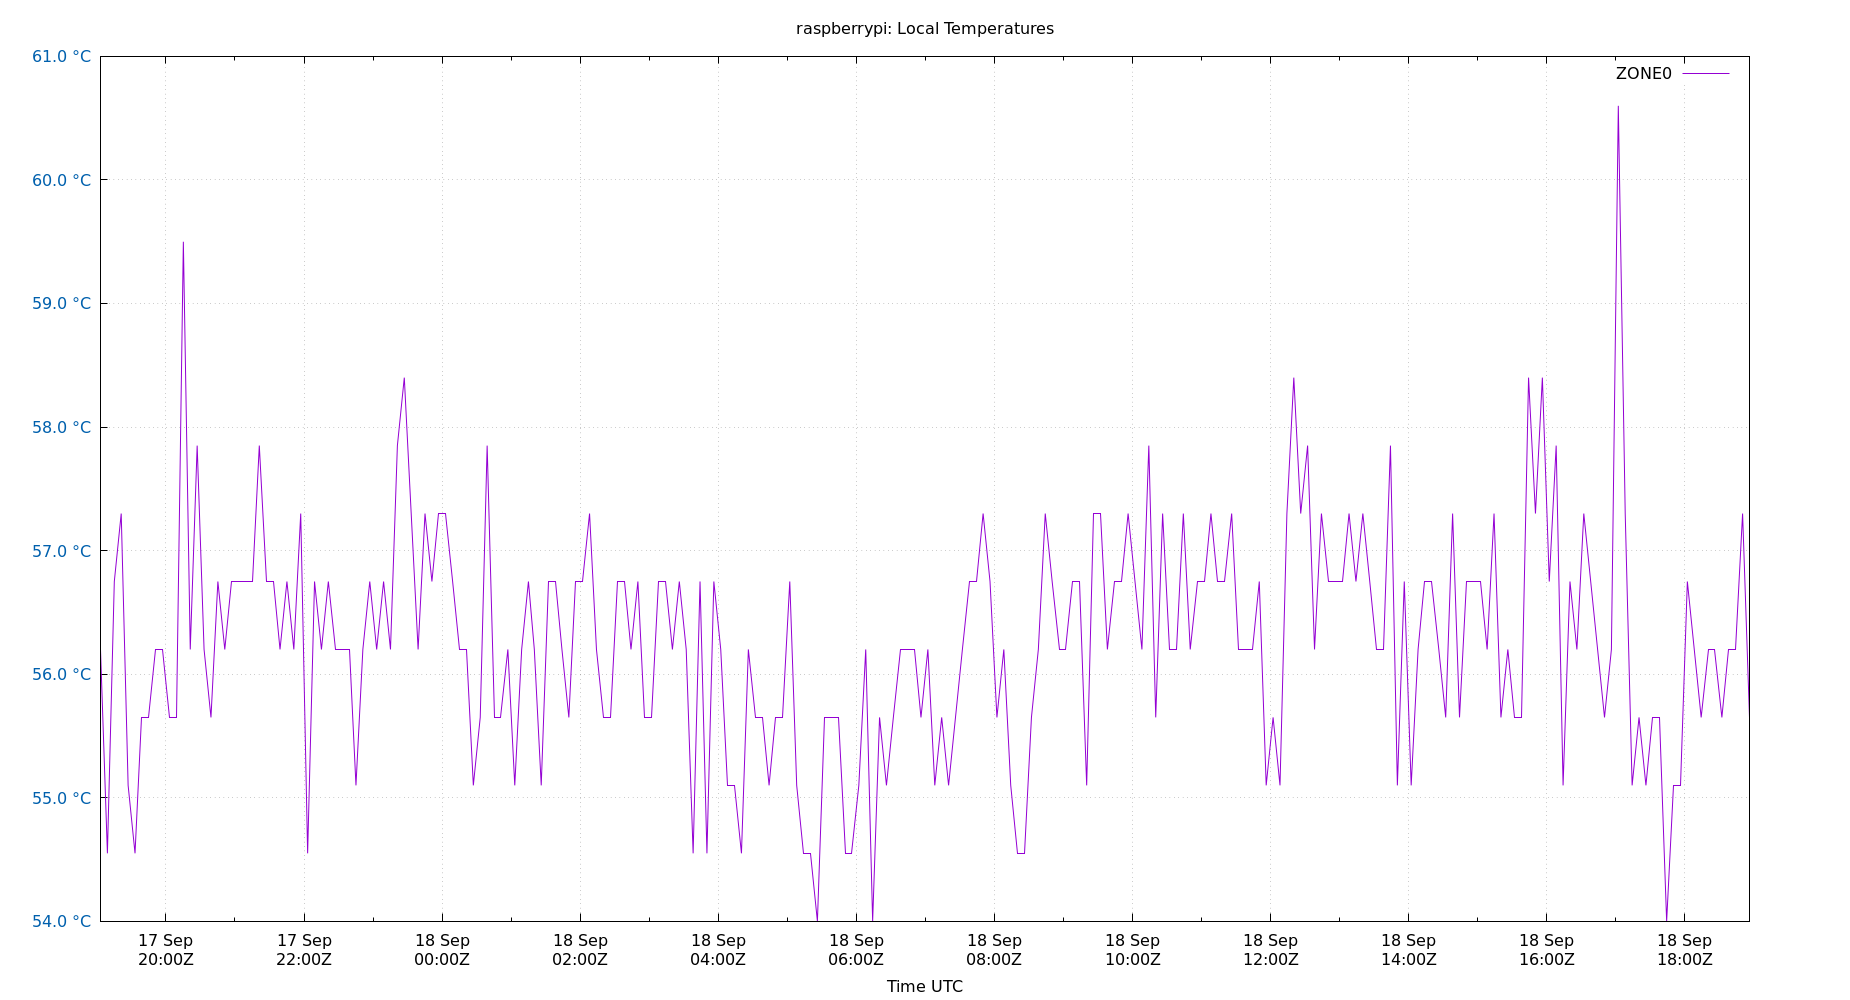 raspberrypi: Local Temperatures
61.0 °C
ZONE0
60.0 °C
59.0 °C
58.0 °C
57.0 °C
56.0 °C
55.0 °C
54.0 °C
17 Sep 17 Sep 18 Sep 18 Sep 18 Sep 18 Sep 18 Sep 18 Sep 18 Sep 18 Sep 18 Sep 18 Sep
20:00Z 22:00Z 00:00Z 02:00Z 04:00Z 06:00Z 08:00Z 10:00Z 12:00Z 14:00Z 16:00Z 18:00Z
Time UTC